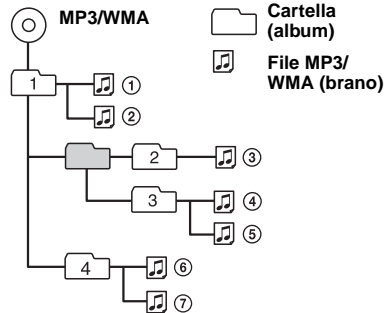 MP3/WMA
Cartella
(album)
File MP3/
WMA (brano)
1
①
②
2
③
3
④
⑤
4
⑥
⑦